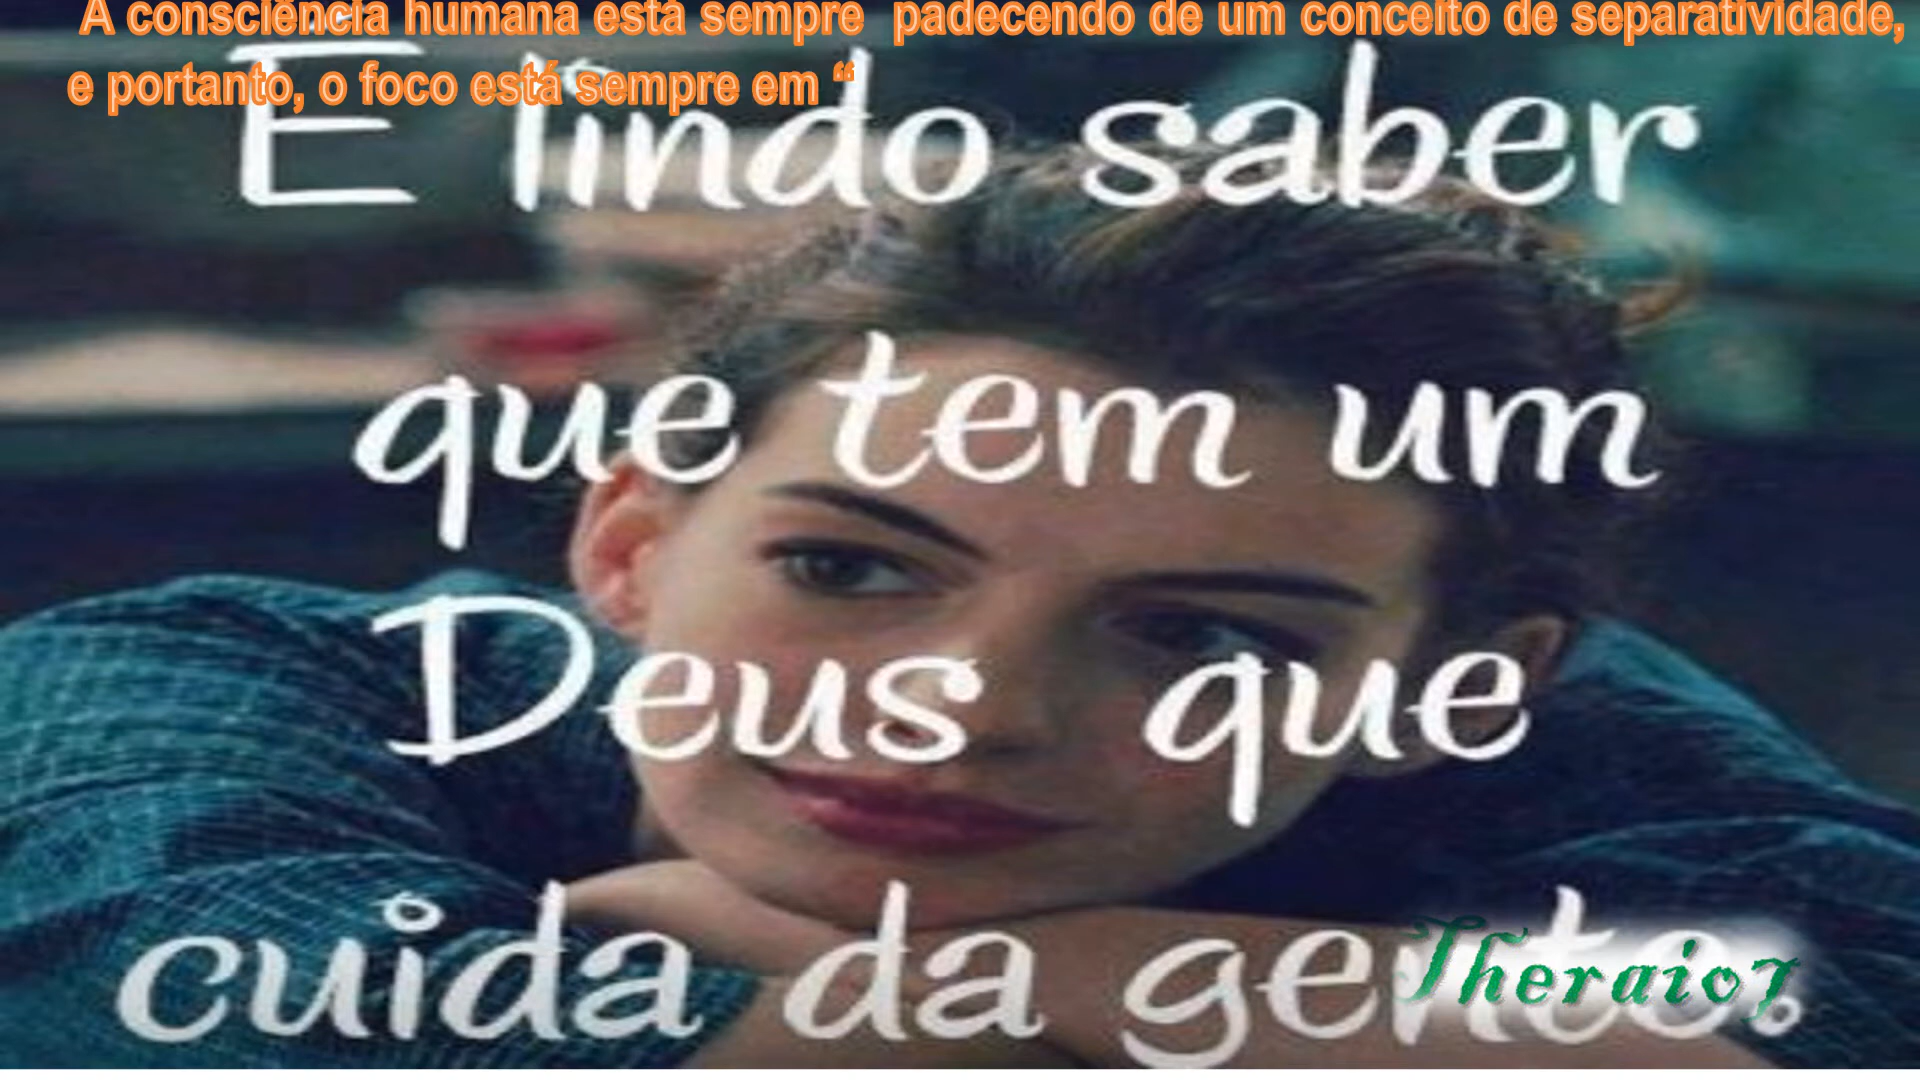 A consciência humana está sempre padecendo de um conceito de separatividade,
e portanto, o foco está sempre em “
É lindo saber
que tem um
Deus que
cuida da gente.
Theraio7